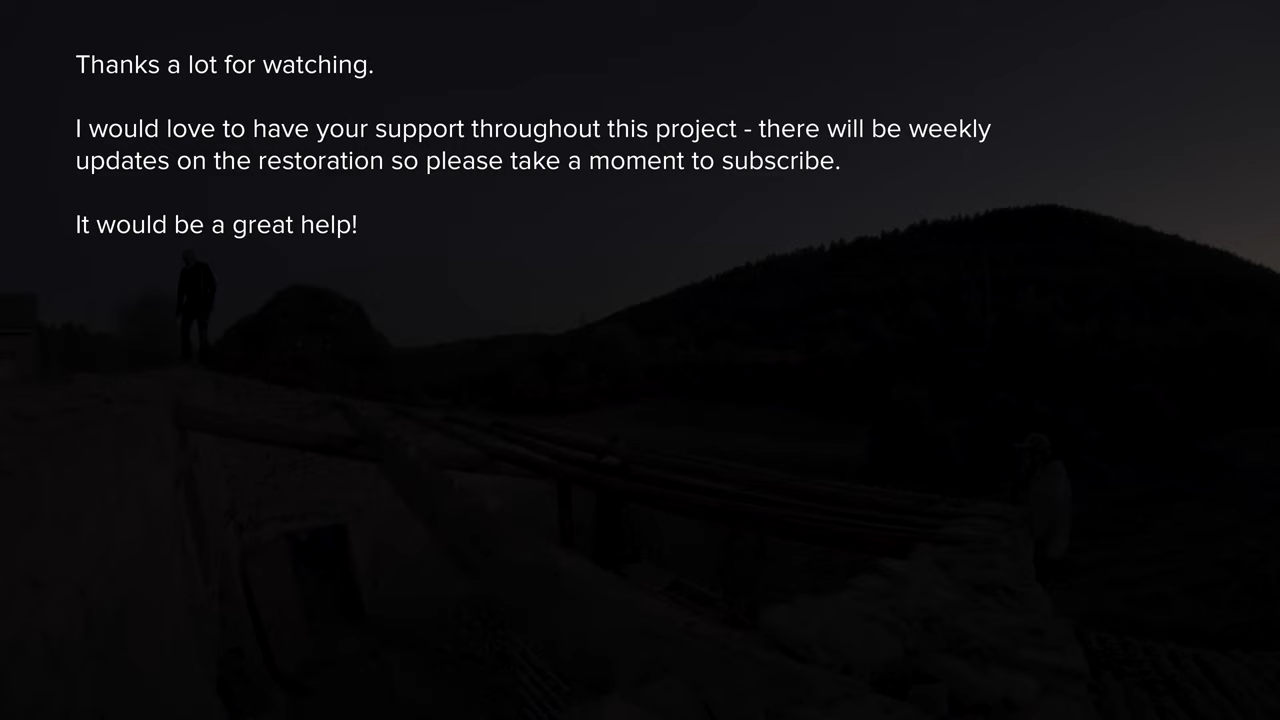 Thanks a lot for watching.
I would love to have your support throughout this project - there will be weekly
updates on the restoration so please take a moment to subscribe.
It would be a great help!